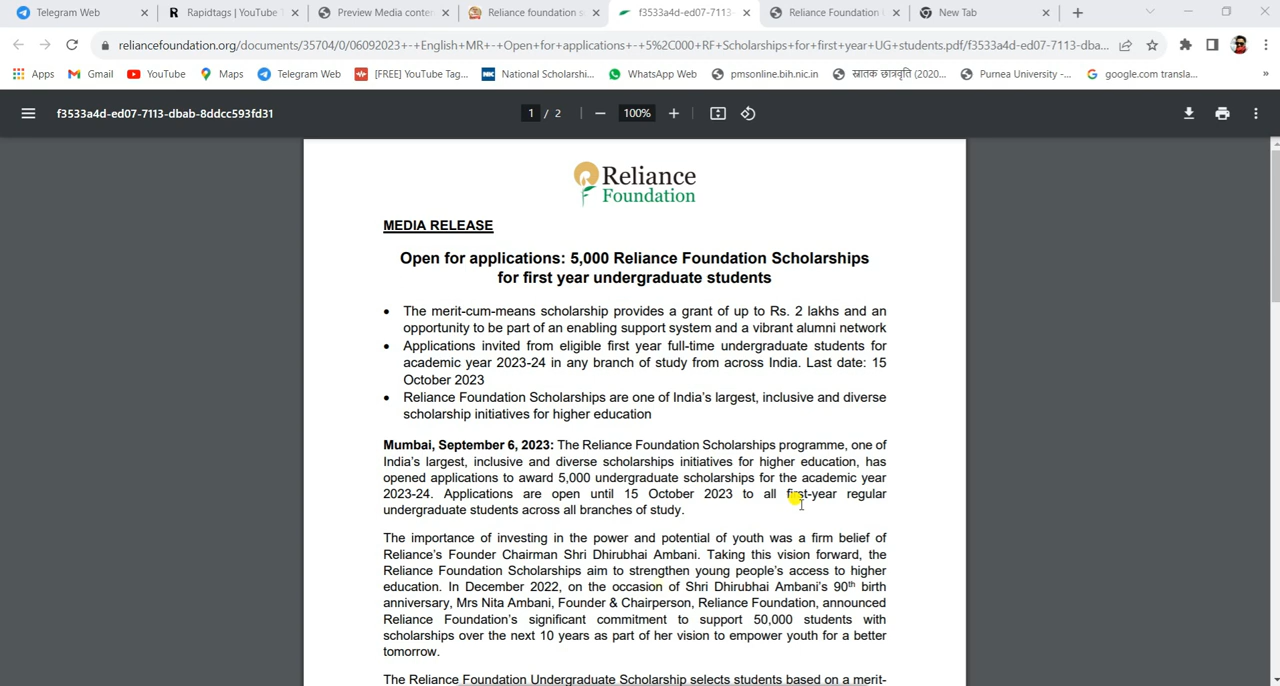 Telegram Web
Rapidtags | YouTube T
Preview Media conten
Reliance foundation s
f3533a4d-ed07-7113-
Reliance Foundation U
New Tab
reliancefoundation.org/documents/35704/0/06092023+-+English+MR+-+Open+for+applications+-+5%2C000+RF+Scholarships+for+first+year+UG+students.pdf/f3533a4d-ed07-7113-dba...
Apps
Gmail
YouTube
Maps
Telegram Web
[FREE] YouTube Tag...
National Scholarshi...
WhatsApp Web
pmsonline.bih.nic.in
स्नातक छात्रवृति (2020...
Purnea University -...
google.com transla...
»
f3533a4d-ed07-7113-dbab-8ddcc593fd31
1 / 2
100%
Reliance
Foundation
MEDIA RELEASE
Open for applications: 5,000 Reliance Foundation Scholarships
for first year undergraduate students
• The merit-cum-means scholarship provides a grant of up to Rs. 2 lakhs and an
opportunity to be part of an enabling support system and a vibrant alumni network
• Applications invited from eligible first year full-time undergraduate students for
academic year 2023-24 in any branch of study from across India. Last date: 15
October 2023
• Reliance Foundation Scholarships are one of India's largest, inclusive and diverse
scholarship initiatives for higher education
Mumbai, September 6, 2023: The Reliance Foundation Scholarships programme, one of
India's largest, inclusive and diverse scholarships initiatives for higher education, has
opened applications to award 5,000 undergraduate scholarships for the academic year
2023-24. Applications are open until 15 October 2023 to all first-year regular
undergraduate students across all branches of study.
The importance of investing in the power and potential of youth was a firm belief of
Reliance's Founder Chairman Shri Dhirubhai Ambani. Taking this vision forward, the
Reliance Foundation Scholarships aim to strengthen young people's access to higher
education. In December 2022, on the occasion of Shri Dhirubhai Ambani's 90th birth
anniversary, Mrs Nita Ambani, Founder & Chairperson, Reliance Foundation, announced
Reliance Foundation's significant commitment to support 50,000 students with
scholarships over the next 10 years as part of her vision to empower youth for a better
tomorrow.
The Reliance Foundation Undergraduate Scholarship selects students based on a merit-